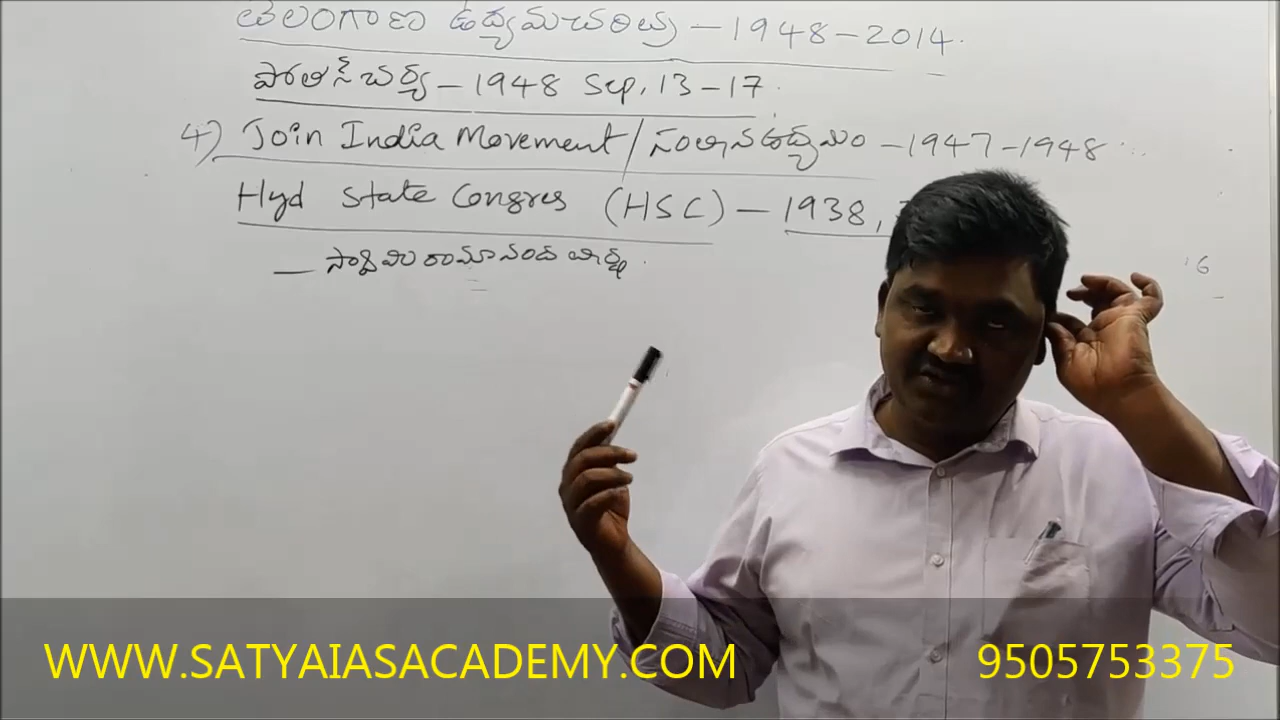 తెలంగాణ ఉద్యమచరిత్ర – 1948 – 2014.
పోలీస్ చర్య – 1948 Sep, 13 – 17.
4) Join India Movement / విలీన ఉద్యమం – 1947 – 1948
Hyd State Congres (HSC) – 1938,
– స్వామి రామానంద తీర్థ.
6
WWW.SATYAIASACADEMY.COM 9505753375